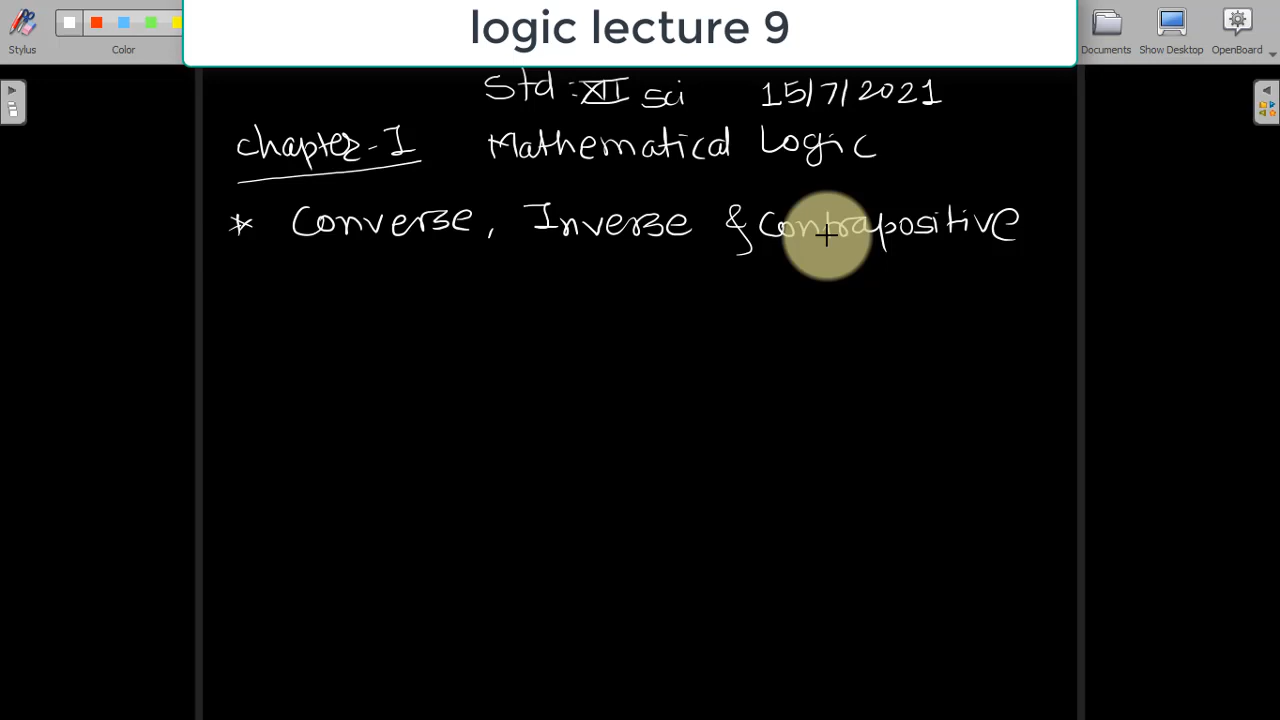 logic lecture 9
Stylus
Color
Documents
Show Desktop
OpenBoard
Std : XII sci 15/7/2021
Chapter-I Mathematical Logic
* Converse, Inverse & Contrapositive